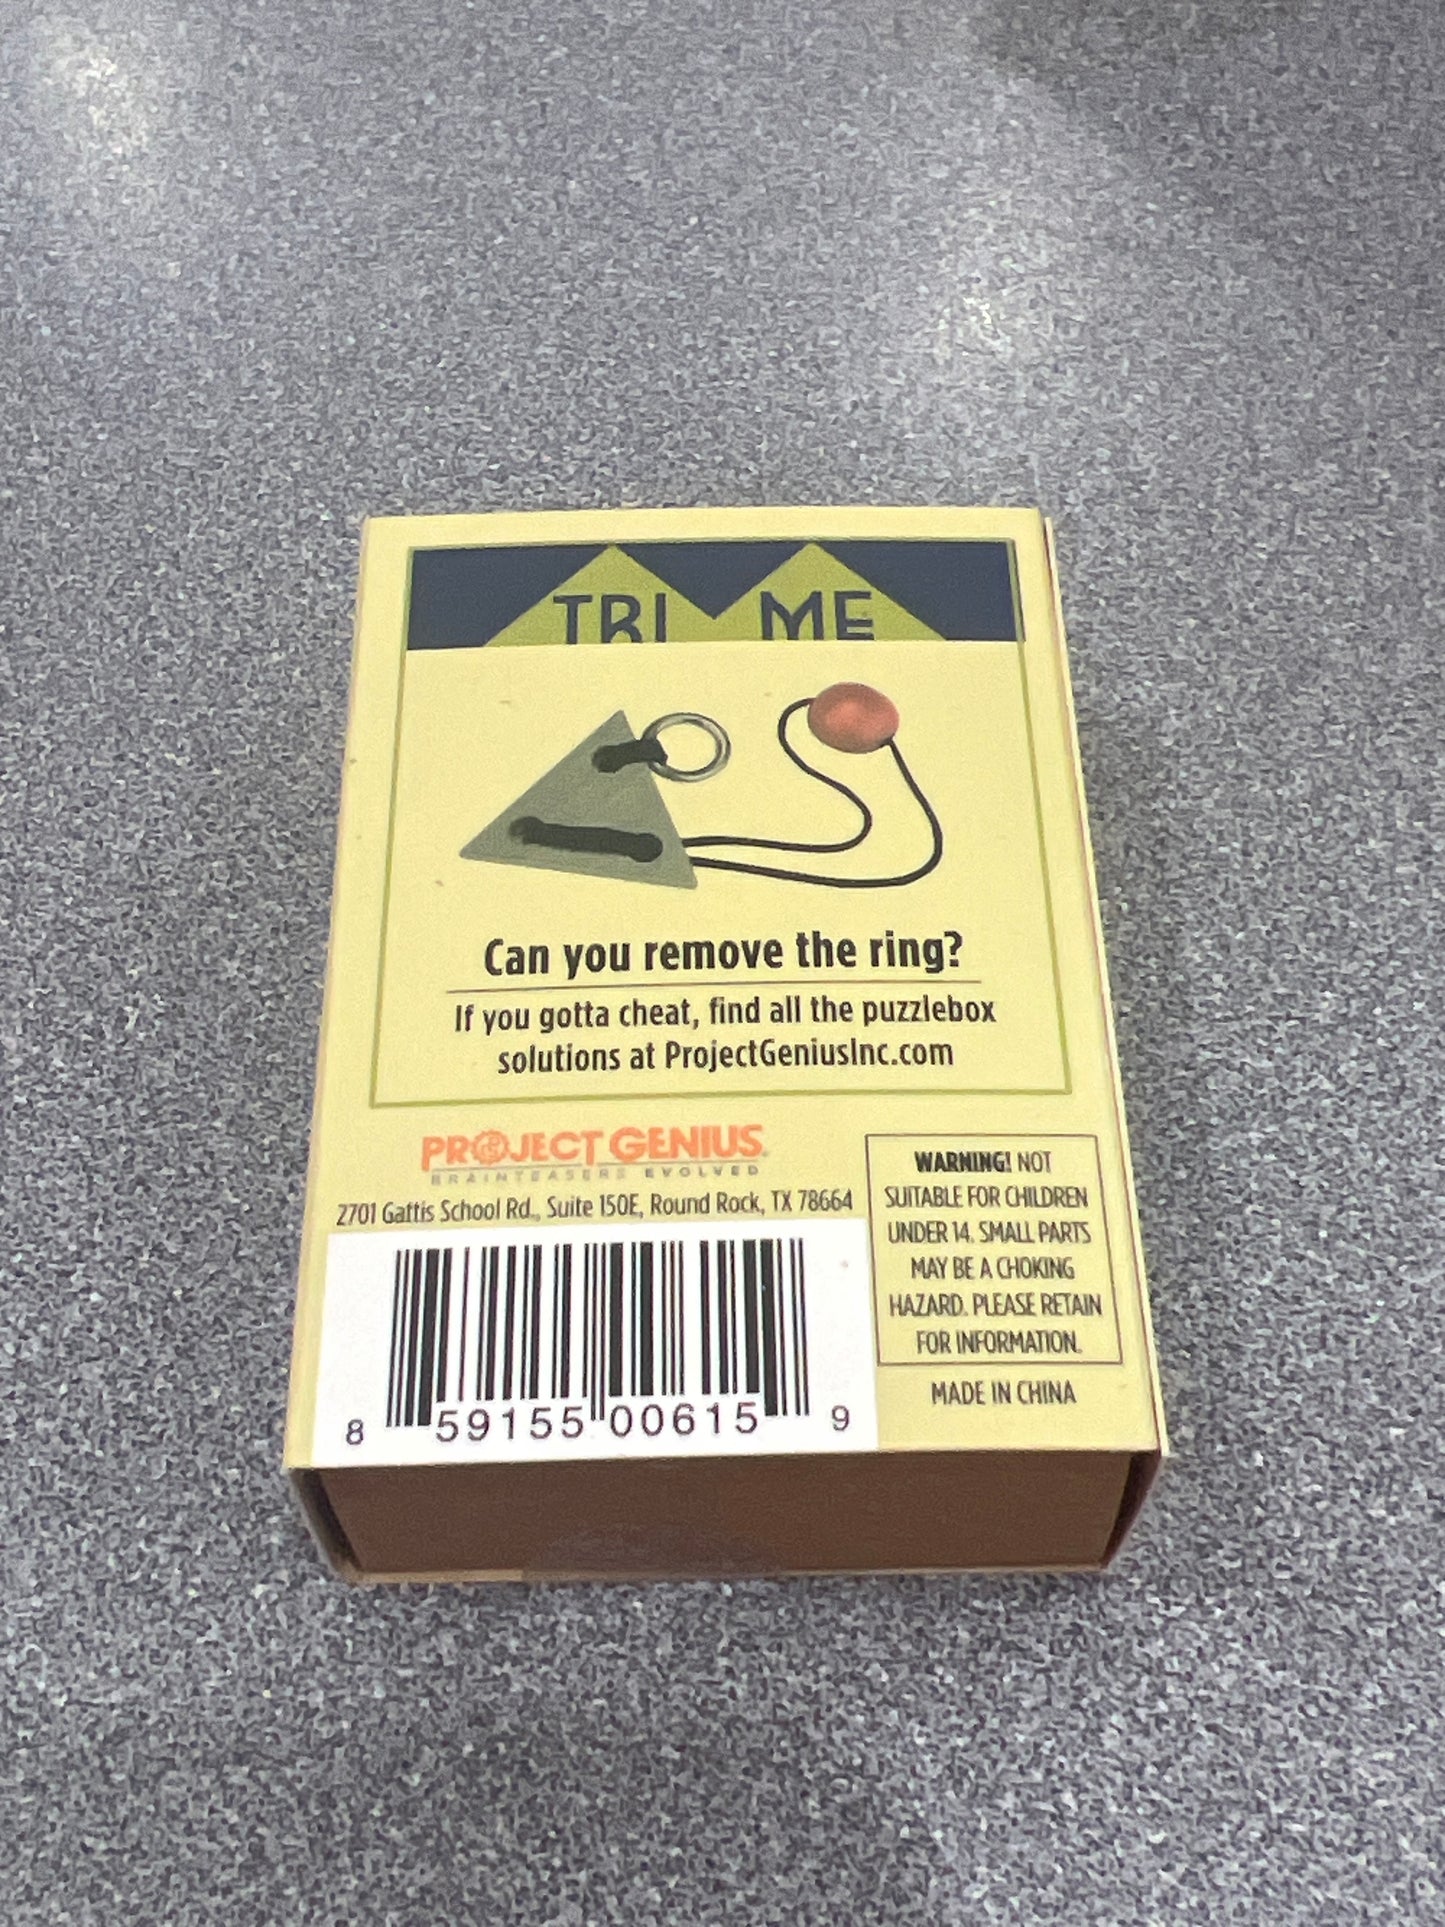 TRI ME
Can you remove the ring?
If you gotta cheat, find all the puzzlebox
solutions at ProjectGeniusInc.com
PROJECT GENIUS
BRAINTEASERS EVOLVED
2701 Gattis School Rd., Suite 150E, Round Rock, TX 78664
8 59155 00615 9
WARNING! NOT
SUITABLE FOR CHILDREN
UNDER 14. SMALL PARTS
MAY BE A CHOKING
HAZARD. PLEASE RETAIN
FOR INFORMATION.
MADE IN CHINA